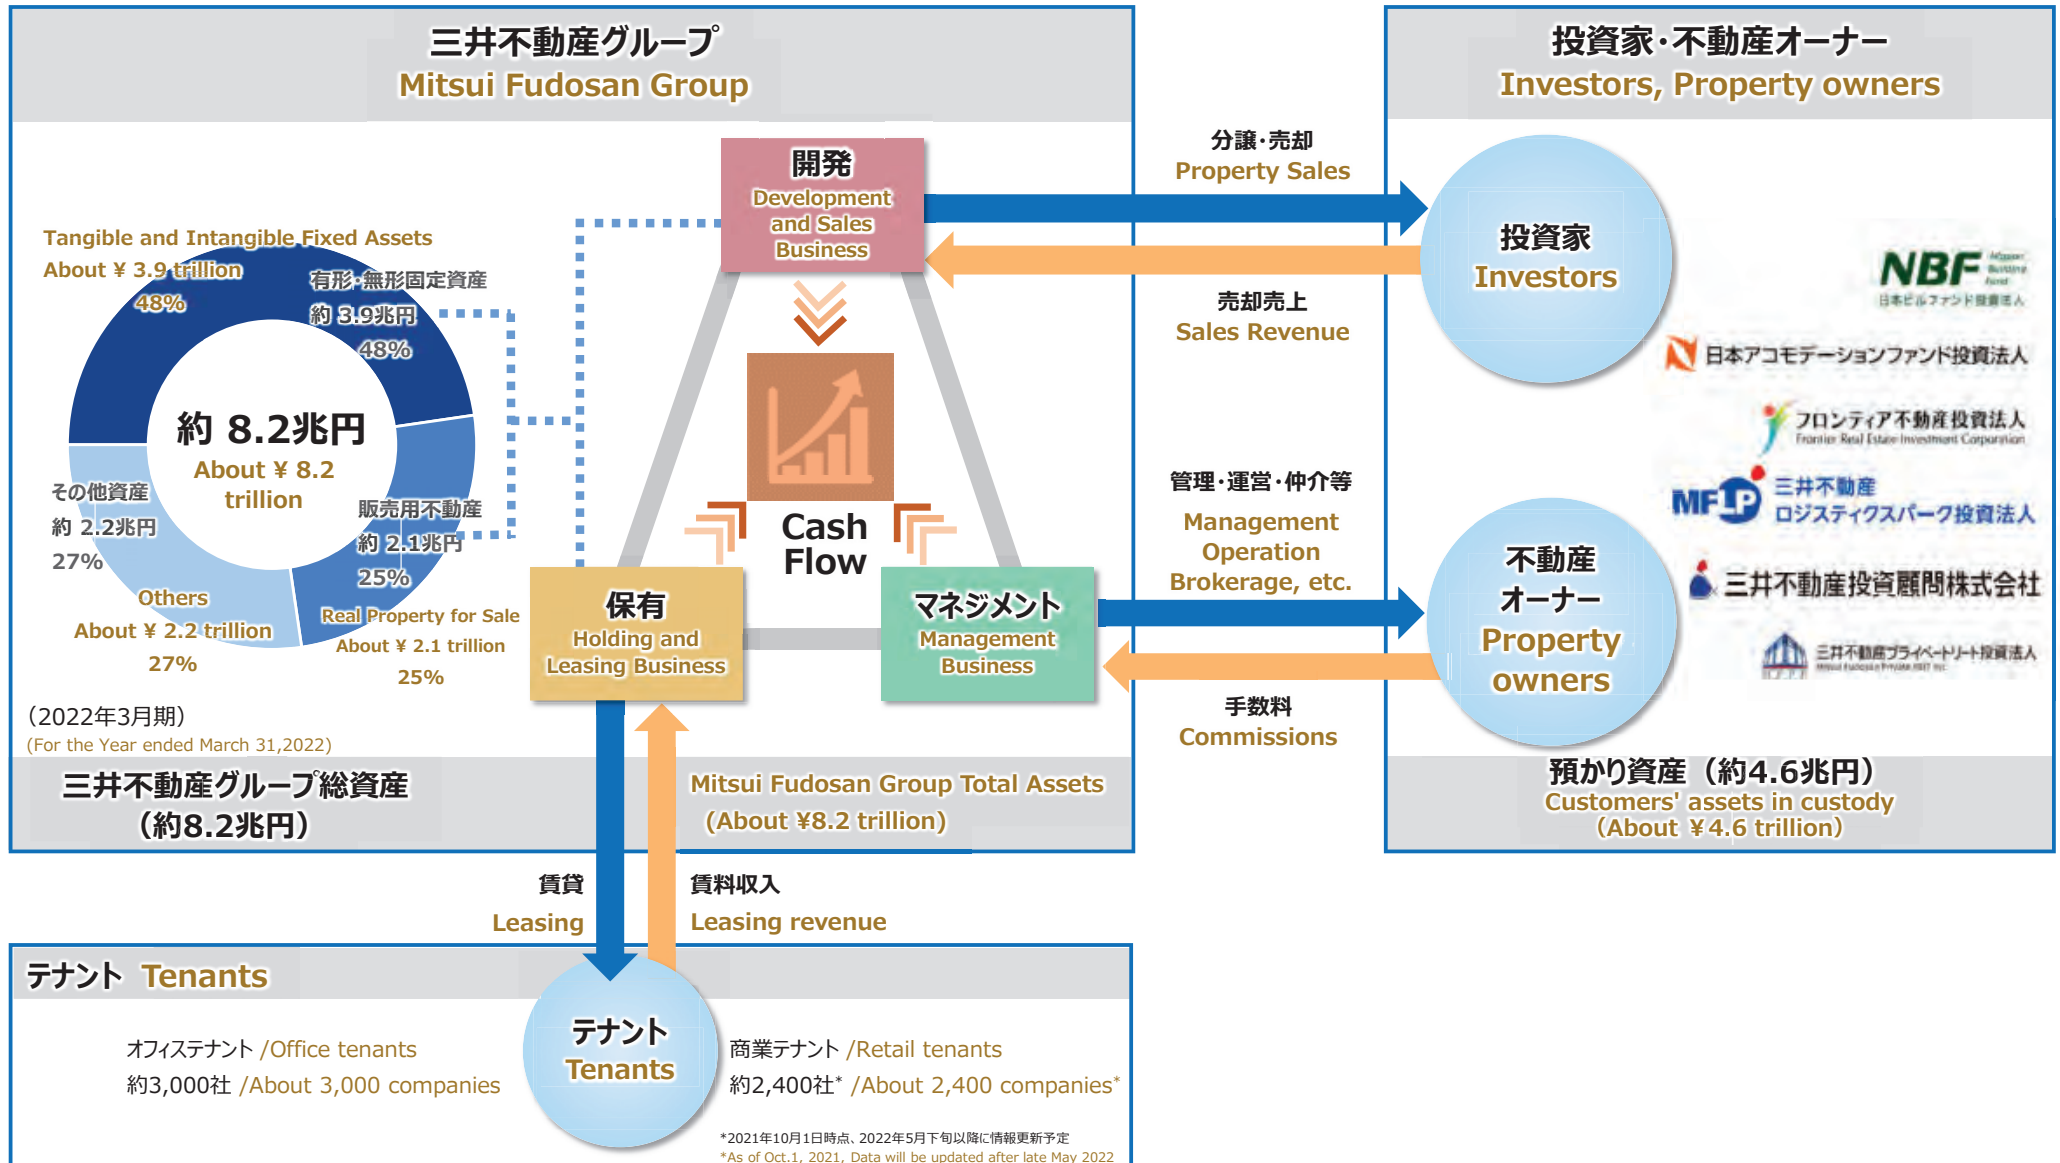 三井不動産グループ
Mitsui Fudosan Group
投資家・不動産オーナー
Investors, Property owners
開発
Development
and Sales
Business
分譲・売却
Property Sales
売却売上
Sales Revenue
投資家
Investors
Tangible and Intangible Fixed Assets
About ¥ 3.9 trillion
48%
有形・無形固定資産
約 3.9兆円
48%
約 8.2兆円
About ¥ 8.2
trillion
その他資産
約 2.2兆円
27%
Others
About ¥ 2.2 trillion
27%
販売用不動産
約 2.1兆円
25%
Real Property for Sale
About ¥ 2.1 trillion
25%
Cash
Flow
保有
Holding and
Leasing Business
マネジメント
Management
Business
管理・運営・仲介等
Management
Operation
Brokerage, etc.
手数料
Commissions
不動産
オーナー
Property
owners
NBF
Nippon
Building
Fund
日本ビルファンド投資法人
日本アコモデーションファンド投資法人
フロンティア不動産投資法人
Frontier Real Estate Investment Corporation
MFLP
三井不動産
ロジスティクスパーク投資法人
三井不動産投資顧問株式会社
三井不動産プライベートリート投資法人
Mitsui Fudosan Private REIT Inc.
（2022年3月期）
(For the Year ended March 31,2022)
三井不動産グループ総資産
（約8.2兆円）
Mitsui Fudosan Group Total Assets
(About ¥8.2 trillion)
預かり資産（約4.6兆円）
Customers' assets in custody
（About ¥4.6 trillion）
賃貸
Leasing
賃料収入
Leasing revenue
テナント Tenants
テナント
Tenants
オフィステナント /Office tenants
約3,000社 /About 3,000 companies
商業テナント /Retail tenants
約2,400社* /About 2,400 companies*
*2021年10月1日時点、2022年5月下旬以降に情報更新予定
*As of Oct.1, 2021, Data will be updated after late May 2022